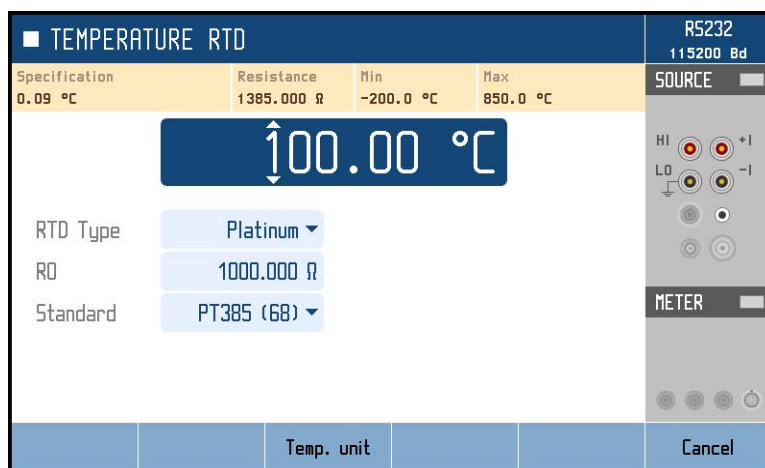 TEMPERATURE RTD
RS232
115200 Bd
Specification Resistance Min Max
0.09 °C 1385.000 Ω -200.0 °C 850.0 °C
SOURCE
100.00 °C
HI +I
LO -I
RTD Type Platinum
R0 1000.000 Ω
Standard PT385 (68)
METER
Temp. unit Cancel